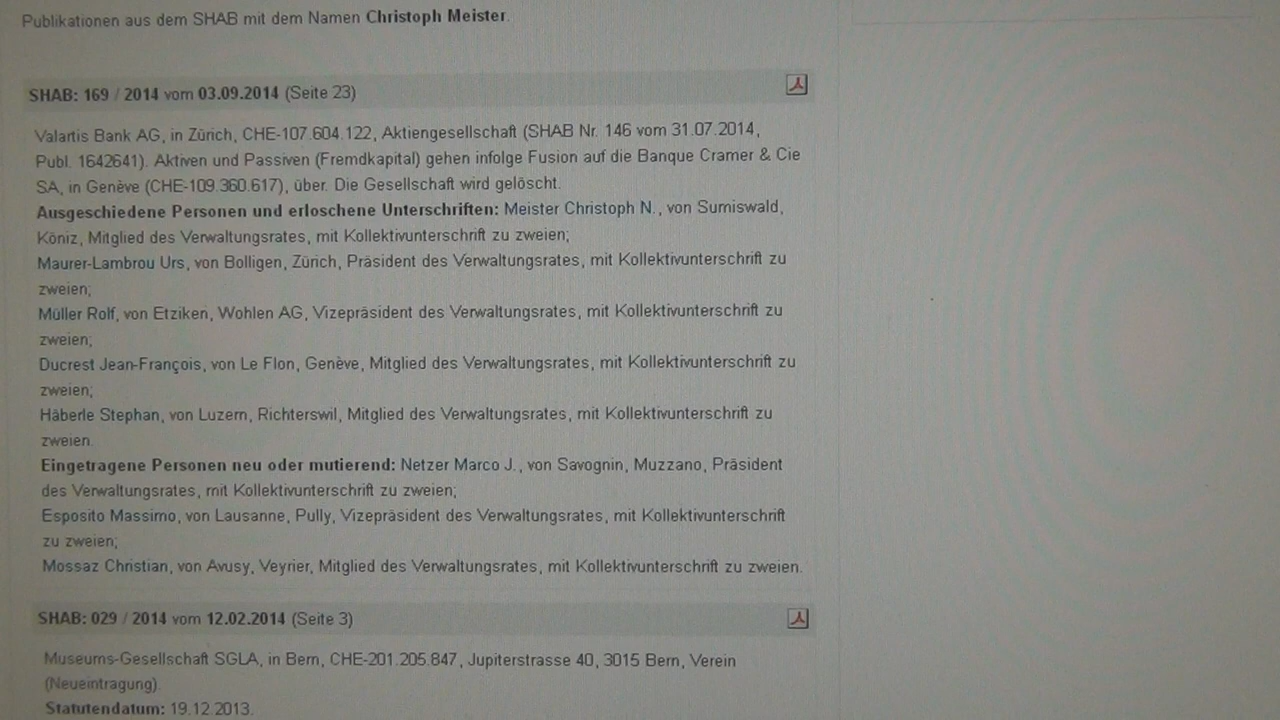 Publikationen aus dem SHAB mit dem Namen Christoph Meister.
SHAB: 169 / 2014 vom 03.09.2014 (Seite 23)
Valartis Bank AG, in Zürich, CHE-107.604.122, Aktiengesellschaft (SHAB Nr. 146 vom 31.07.2014,
Publ. 1642641). Aktiven und Passiven (Fremdkapital) gehen infolge Fusion auf die Banque Cramer & Cie
SA, in Genève (CHE-109.360.617), über. Die Gesellschaft wird gelöscht.
Ausgeschiedene Personen und erloschene Unterschriften: Meister Christoph N., von Sumiswald,
Köniz, Mitglied des Verwaltungsrates, mit Kollektivunterschrift zu zweien;
Maurer-Lambrou Urs, von Bolligen, Zürich, Präsident des Verwaltungsrates, mit Kollektivunterschrift zu
zweien;
Müller Rolf, von Etziken, Wohlen AG, Vizepräsident des Verwaltungsrates, mit Kollektivunterschrift zu
zweien;
Ducrest Jean-François, von Le Flon, Genève, Mitglied des Verwaltungsrates, mit Kollektivunterschrift zu
zweien;
Häberle Stephan, von Luzern, Richterswil, Mitglied des Verwaltungsrates, mit Kollektivunterschrift zu
zweien.
Eingetragene Personen neu oder mutierend: Netzer Marco J., von Savognin, Muzzano, Präsident
des Verwaltungsrates, mit Kollektivunterschrift zu zweien;
Esposito Massimo, von Lausanne, Pully, Vizepräsident des Verwaltungsrates, mit Kollektivunterschrift
zu zweien;
Mossaz Christian, von Avusy, Veyrier, Mitglied des Verwaltungsrates, mit Kollektivunterschrift zu zweien.
SHAB: 029 / 2014 vom 12.02.2014 (Seite 3)
Museums-Gesellschaft SGLA, in Bern, CHE-201.205.847, Jupiterstrasse 40, 3015 Bern, Verein
(Neueintragung).
Statutendatum: 19.12.2013.